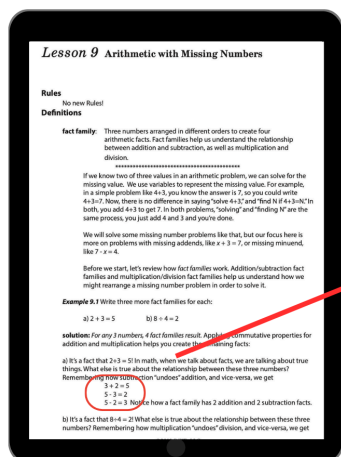 Lesson 9 Arithmetic with Missing Numbers
Rules
No new Rules!
Definitions
fact family: Three numbers arranged in different orders to create four
arithmetic facts. Fact families help us understand the relationship
between addition and subtraction, as well as multiplication and
division.
******************************************
If we know two of three values in an arithmetic problem, we can solve for the
missing value. We use variables to represent the missing value. For example,
in a simple problem like 4+3, you know the answer is 7, so you could write
4+3=7. Now, there is no difference in saying "solve 4+3," and "find N if 4+3=N." In
both, you add 4+3 to get 7. In both problems, "solving" and "finding N" are the
same process, you just add 4 and 3 and you're done.
We will solve some missing number problems like that, but our focus here is
more on problems with missing addends, like x + 3 = 7, or missing minuend,
like 7 - x = 4.
Before we start, let's review how fact families work. Addition/subtraction fact
families and multiplication/division fact families help us understand how we
might rearrange a missing number problem in order to solve it.
Example 9.1 Write three more fact families for each:
a) 2 + 3 = 5 b) 8 ÷ 4 = 2
solution: For any 3 numbers, 4 fact families result. Applying commutative properties for
addition and multiplication helps you create the remaining facts:
a) It's a fact that 2+3=5! In math, when we talk about facts, we are talking about true
things. What else is true about the relationship between these three numbers?
Remembering how subtraction "undoes" addition, and vice-versa, we get
3 + 2 = 5
5 - 3 = 2
5 - 2 = 3 Notice how a fact family has 2 addition and 2 subtraction facts.
b) It's a fact that 8÷4=2! What else is true about the relationship between these three
numbers? Remembering how multiplication "undoes" division, and vice-versa, we get